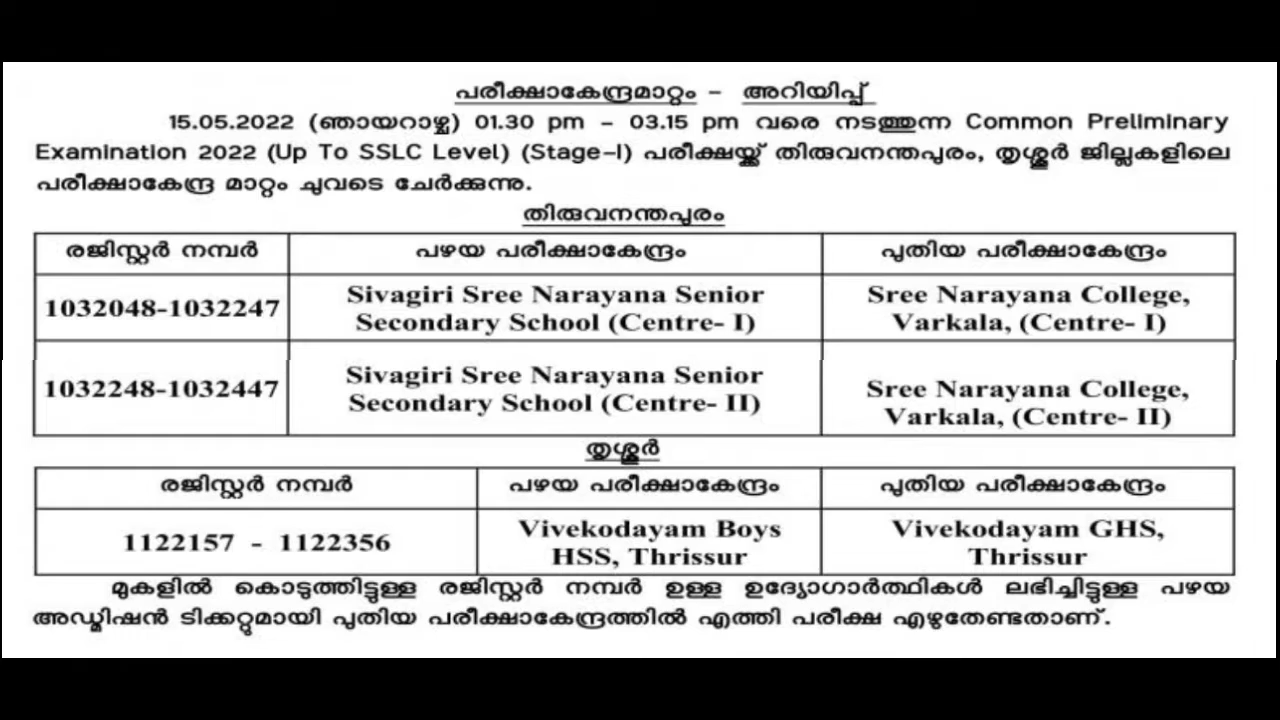 പരീക്ഷാകേന്ദ്രമാറ്റം – അറിയിപ്പ്
15.05.2022 (ഞായറാഴ്ച) 01.30 pm – 03.15 pm വരെ നടത്തുന്ന Common Preliminary
Examination 2022 (Up To SSLC Level) (Stage–I) പരീക്ഷയ്ക്ക് തിരുവനന്തപുരം, തൃശ്ശൂർ ജില്ലകളിലെ
പരീക്ഷാകേന്ദ്ര മാറ്റം ചുവടെ ചേർക്കുന്നു.
തിരുവനന്തപുരം
രജിസ്റ്റർ നമ്പർ പഴയ പരീക്ഷാകേന്ദ്രം പുതിയ പരീക്ഷാകേന്ദ്രം
1032048-1032247 Sivagiri Sree Narayana Senior Sree Narayana College,
Secondary School (Centre- I) Varkala, (Centre- I)
1032248-1032447 Sivagiri Sree Narayana Senior Sree Narayana College,
Secondary School (Centre- II) Varkala, (Centre- II)
തൃശ്ശൂർ
രജിസ്റ്റർ നമ്പർ പഴയ പരീക്ഷാകേന്ദ്രം പുതിയ പരീക്ഷാകേന്ദ്രം
1122157 - 1122356 Vivekodayam Boys Vivekodayam GHS,
HSS, Thrissur Thrissur
മുകളിൽ കൊടുത്തിട്ടുള്ള രജിസ്റ്റർ നമ്പർ ഉള്ള ഉദ്യോഗാർത്ഥികൾ ലഭിച്ചിട്ടുള്ള പഴയ
അഡ്മിഷൻ ടിക്കറ്റുമായി പുതിയ പരീക്ഷാകേന്ദ്രത്തിൽ എത്തി പരീക്ഷ എഴുതേണ്ടതാണ്.